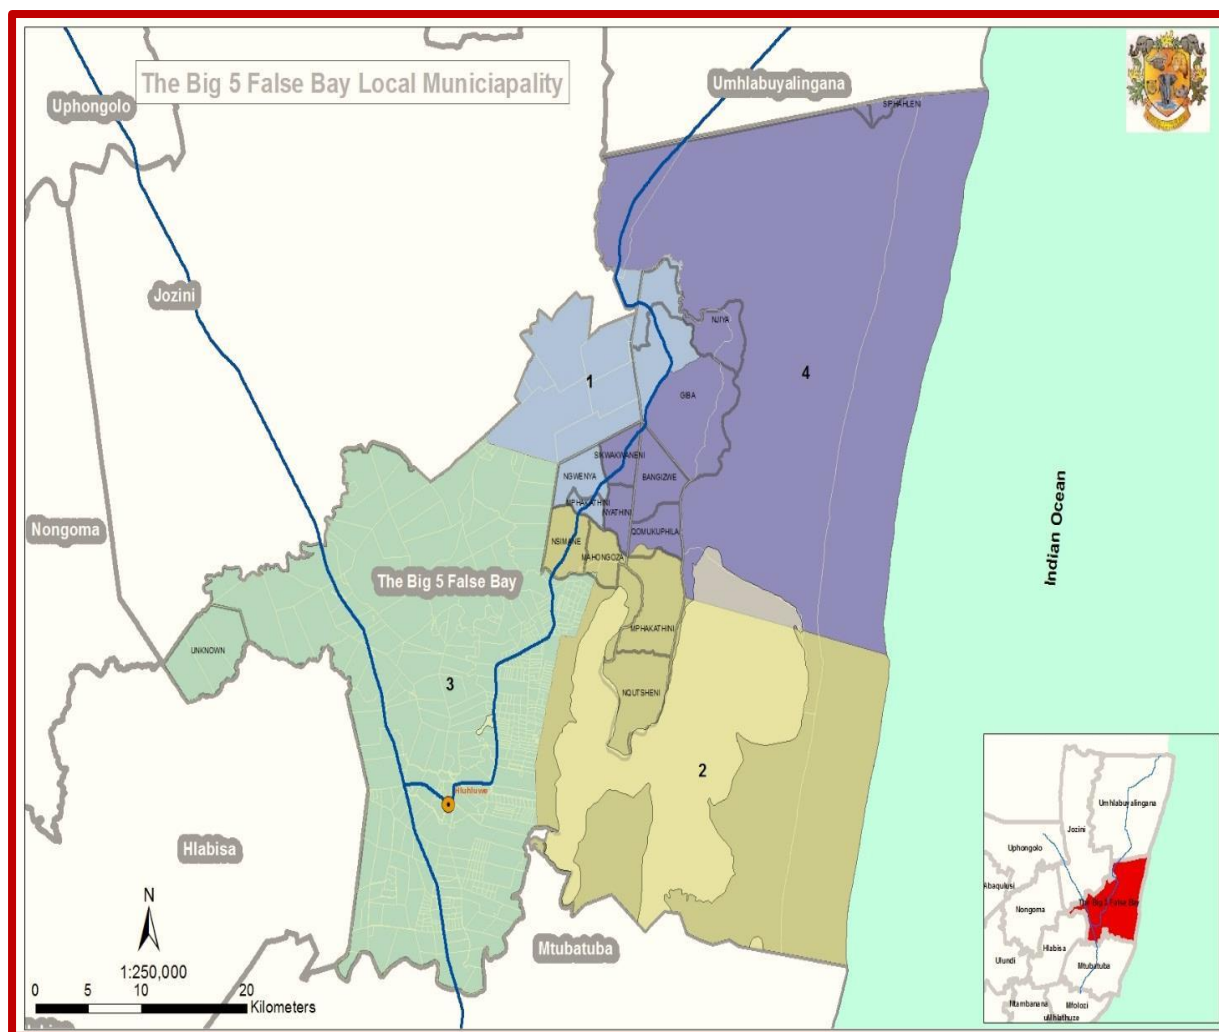 The Big 5 False Bay Local Municiapality
Uphongolo
Umhlabuyalingana
SIPHAHLENI
Jozini
NJIYA
4
1
GIBA
SIKWAKWANENI
NGWENYA
BANGIZWE
MPHAKATHINI
NYATHINI
Nongoma
QOMUKUPHILA
NSIMANE
MAHONGOZA
The Big 5 False Bay
Indian Ocean
MPHAKATHINI
UNKNOWN
3
NQUTSHENI
2
Hluhluwe
Hlabisa
Mtubatuba
N
1:250,000
0 5 10 20
Kilometers
Umhlabuyalingana
Jozini
Uphongolo
Abaqulusi
The Big 5 False Bay
Nongoma
Hlabisa
Ulundi
Mtubatuba
Ntambanana
Mfolozi
uMhlathuze